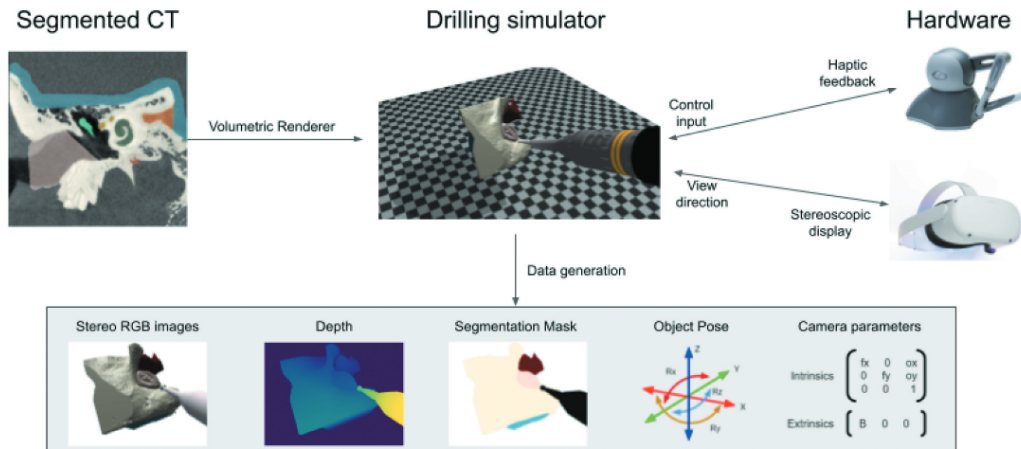 Segmented CT
Drilling simulator
Hardware
Volumetric Renderer
Haptic
feedback
Control
input
View
direction
Stereoscopic
display
Data generation
Stereo RGB images
Depth
Segmentation Mask
Object Pose
Camera parameters
Z
Y
X
Rx
Rz
Ry
Intrinsics
fx 0 ox
0 fy oy
0 0 1
Extrinsics
B 0 0